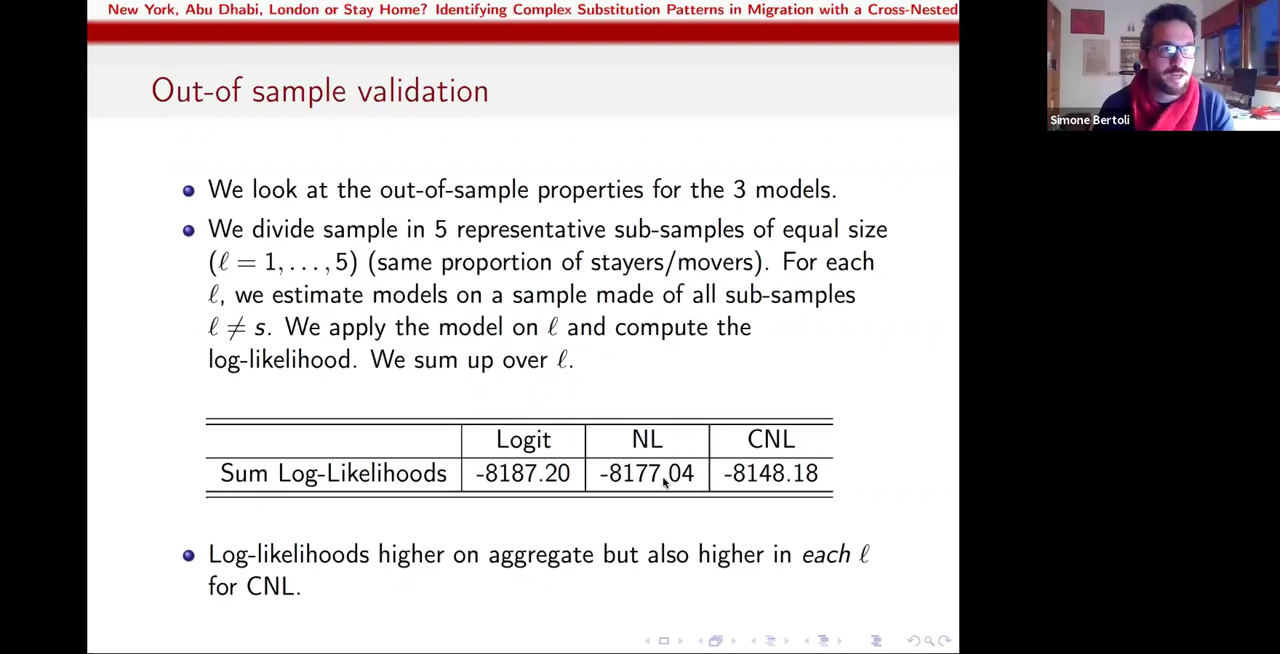 New York, Abu Dhabi, London or Stay Home? Identifying Complex Substitution Patterns in Migration with a Cross-Nested
Simone Bertoli
Out-of sample validation
We look at the out-of-sample properties for the 3 models.
We divide sample in 5 representative sub-samples of equal size
(ℓ = 1, . . . , 5) (same proportion of stayers/movers). For each
ℓ, we estimate models on a sample made of all sub-samples
ℓ ≠ s. We apply the model on ℓ and compute the
log-likelihood. We sum up over ℓ.
Logit NL CNL
Sum Log-Likelihoods -8187.20 -8177.04 -8148.18
Log-likelihoods higher on aggregate but also higher in each ℓ
for CNL.